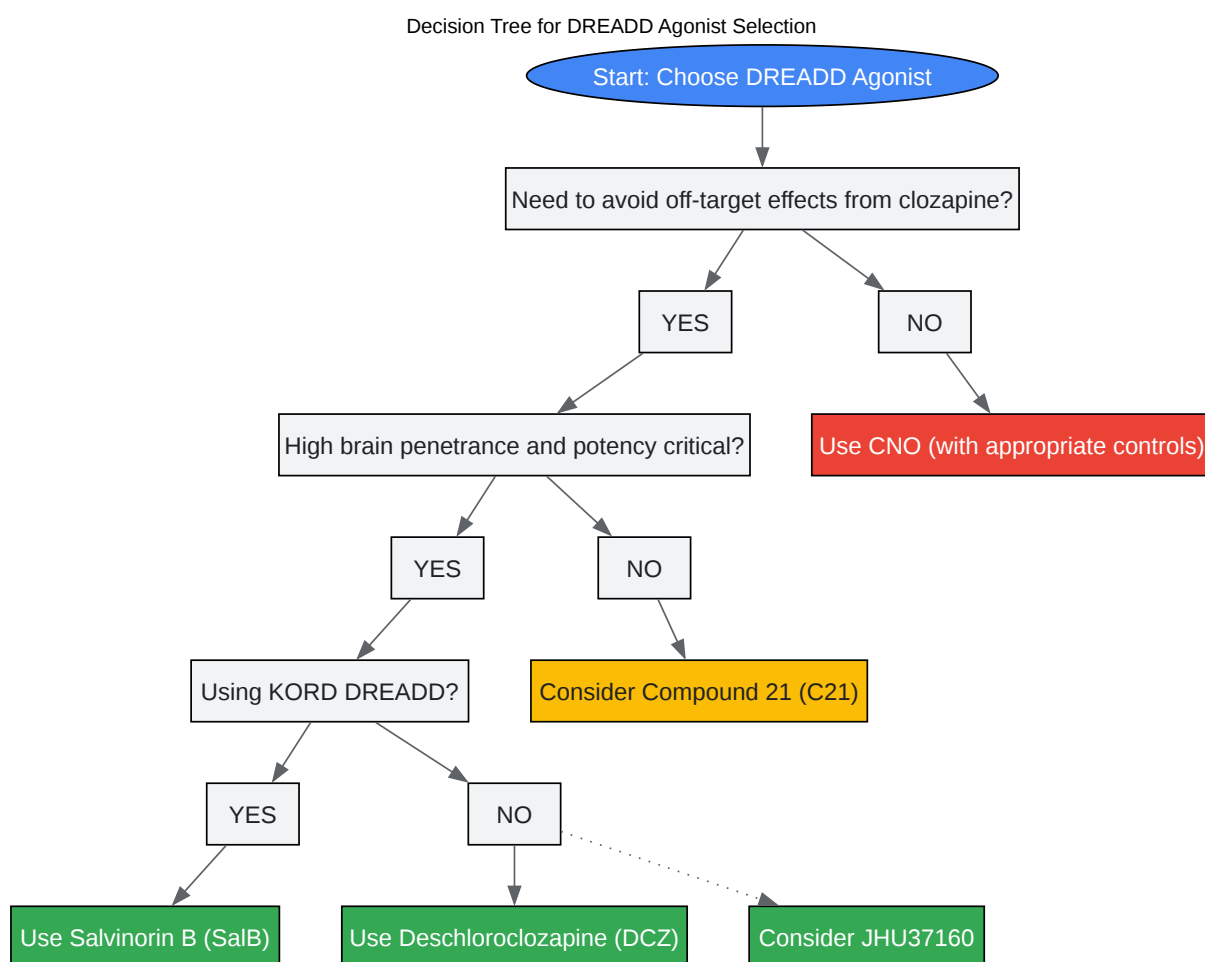 Decision Tree for DREADD Agonist Selection
Start: Choose DREADD Agonist
Need to avoid off-target effects from clozapine?
YES
NO
High brain penetrance and potency critical?
Use CNO (with appropriate controls)
YES
NO
Using KORD DREADD?
Consider Compound 21 (C21)
YES
NO
Use Salvinorin B (SalB)
Use Deschloroclozapine (DCZ)
Consider JHU37160